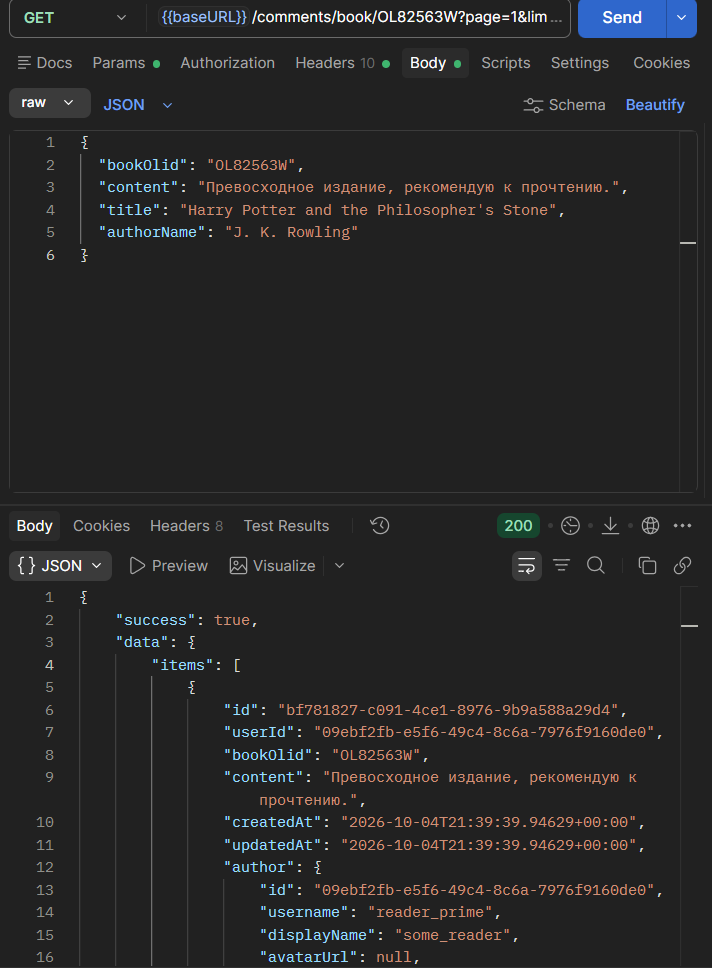 GET {{baseURL}}/comments/book/OL82563W?page=1&lim ... Send
Docs Params Authorization Headers 10 Body Scripts Settings Cookies
raw JSON Schema Beautify
1 {
2 "bookOlid": "OL82563W",
3 "content": "Превосходное издание, рекомендую к прочтению.",
4 "title": "Harry Potter and the Philosopher's Stone",
5 "authorName": "J. K. Rowling"
6 }
Body Cookies Headers 8 Test Results 200
{ } JSON Preview Visualize
1 {
2 "success": true,
3 "data": {
4 "items": [
5 {
6 "id": "bf781827-c091-4ce1-8976-9b9a588a29d4",
7 "userId": "09ebf2fb-e5f6-49c4-8c6a-7976f9160de0",
8 "bookOlid": "OL82563W",
9 "content": "Превосходное издание, рекомендую к
прочтению.",
10 "createdAt": "2026-10-04T21:39:39.94629+00:00",
11 "updatedAt": "2026-10-04T21:39:39.94629+00:00",
12 "author": {
13 "id": "09ebf2fb-e5f6-49c4-8c6a-7976f9160de0",
14 "username": "reader_prime",
15 "displayName": "some_reader",
16 "avatarUrl": null,